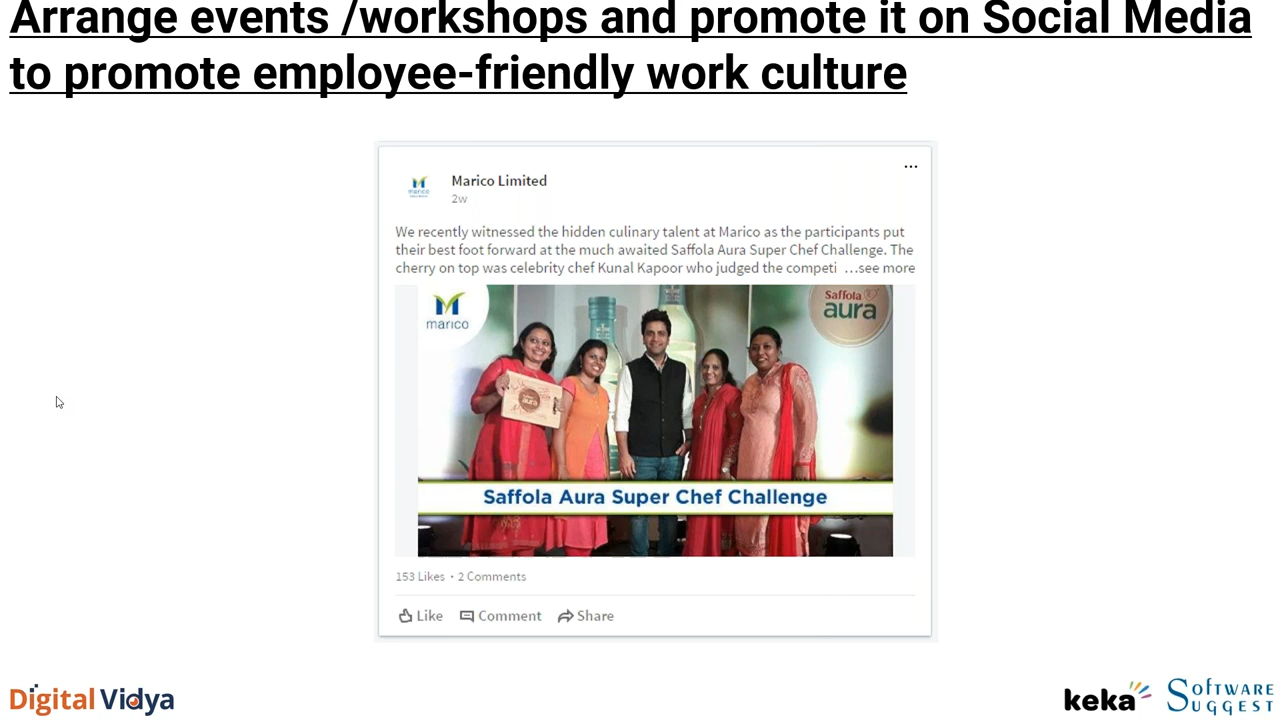 Arrange events /workshops and promote it on Social Media
to promote employee-friendly work culture
Marico Limited
2w
We recently witnessed the hidden culinary talent at Marico as the participants put
their best foot forward at the much awaited Saffola Aura Super Chef Challenge. The
cherry on top was celebrity chef Kunal Kapoor who judged the competi ...see more
marico
Saffola
aura
Saffola Aura Super Chef Challenge
153 Likes • 2 Comments
Like Comment Share
Digital Vidya
keka
SOFTWARE
SUGGEST